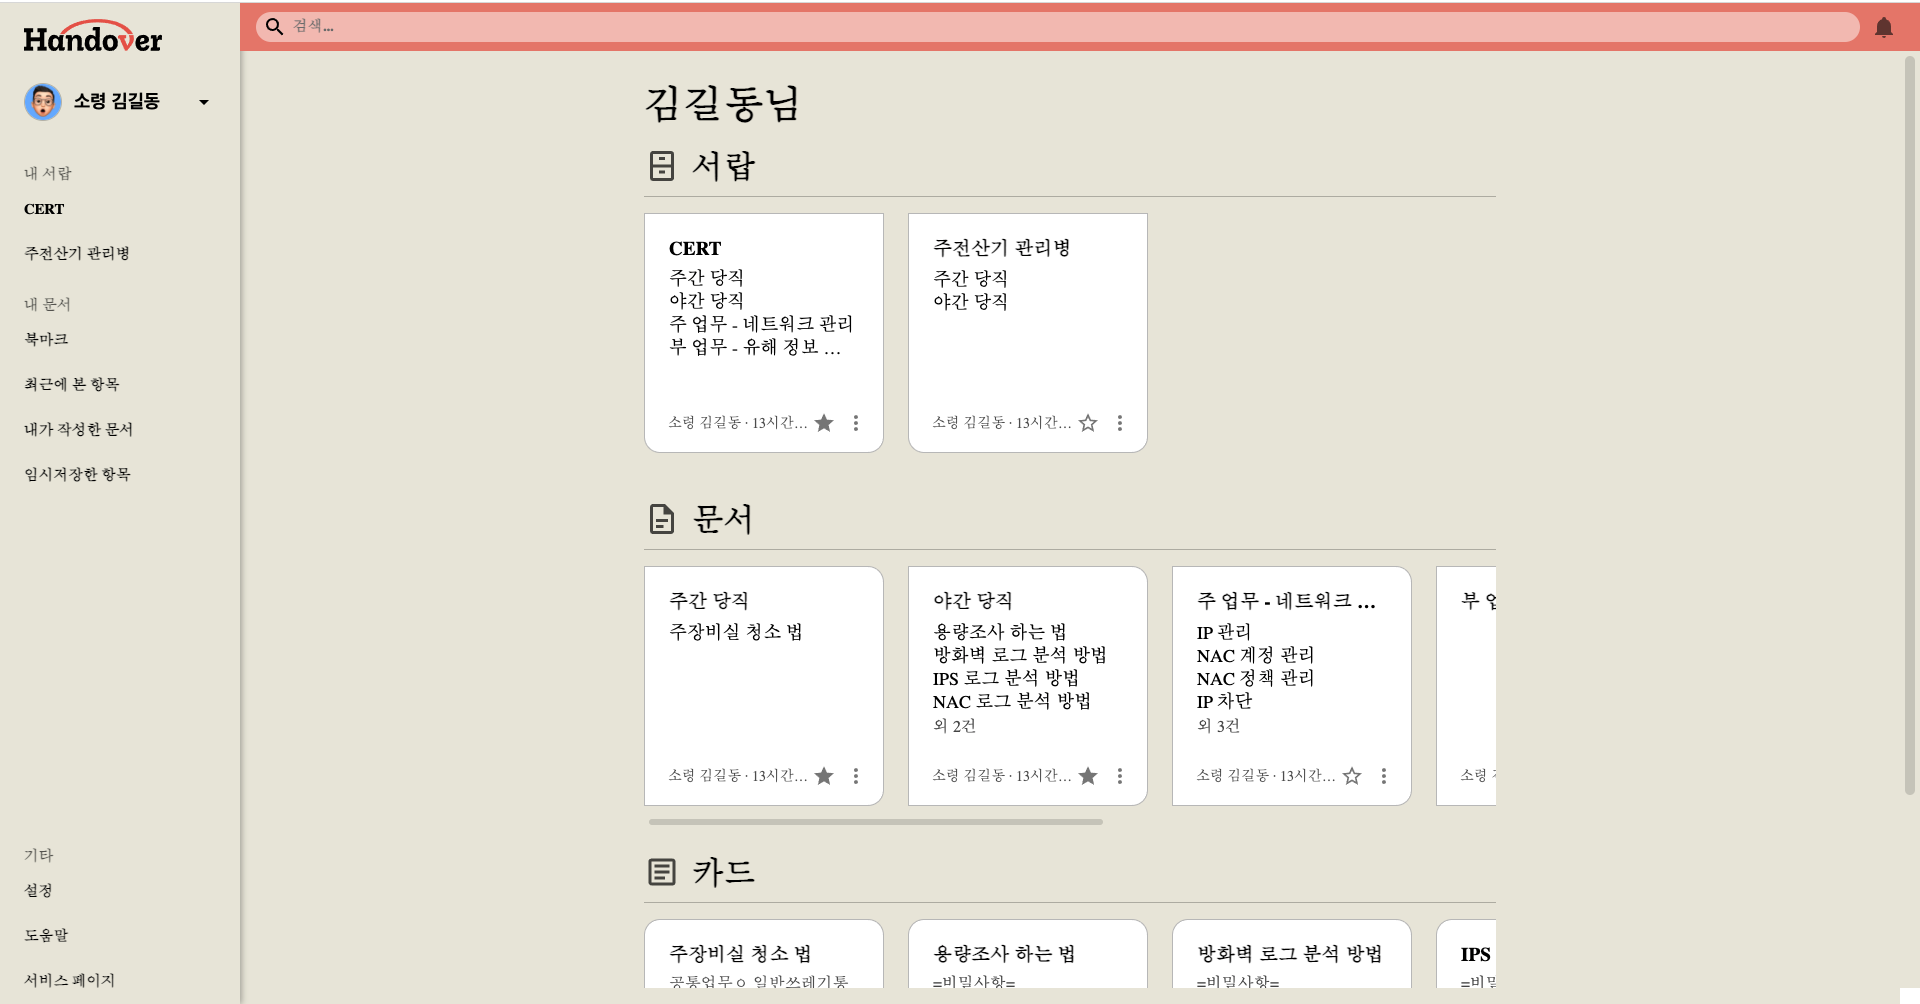 Handover
검색...
소령 김길동
내 서랍
CERT
주전산기 관리병
내 문서
북마크
최근에 본 항목
내가 작성한 문서
임시저장한 항목
기타
설정
도움말
서비스 페이지
김길동님
서랍
CERT
주간 당직
야간 당직
주 업무 - 네트워크 관리
부 업무 - 유해 정보 ...
소령 김길동 · 13시간...
주전산기 관리병
주간 당직
야간 당직
소령 김길동 · 13시간...
문서
주간 당직
주장비실 청소 법
소령 김길동 · 13시간...
야간 당직
용량조사 하는 법
방화벽 로그 분석 방법
IPS 로그 분석 방법
NAC 로그 분석 방법
외 2건
소령 김길동 · 13시간...
주 업무 - 네트워크 ...
IP 관리
NAC 계정 관리
NAC 정책 관리
IP 차단
외 3건
소령 김길동 · 13시간...
부
소령
카드
주장비실 청소 법
공통업무 ㅇ 일반쓰레기통
용량조사 하는 법
=비밀사항=
방화벽 로그 분석 방법
=비밀사항=
IPS